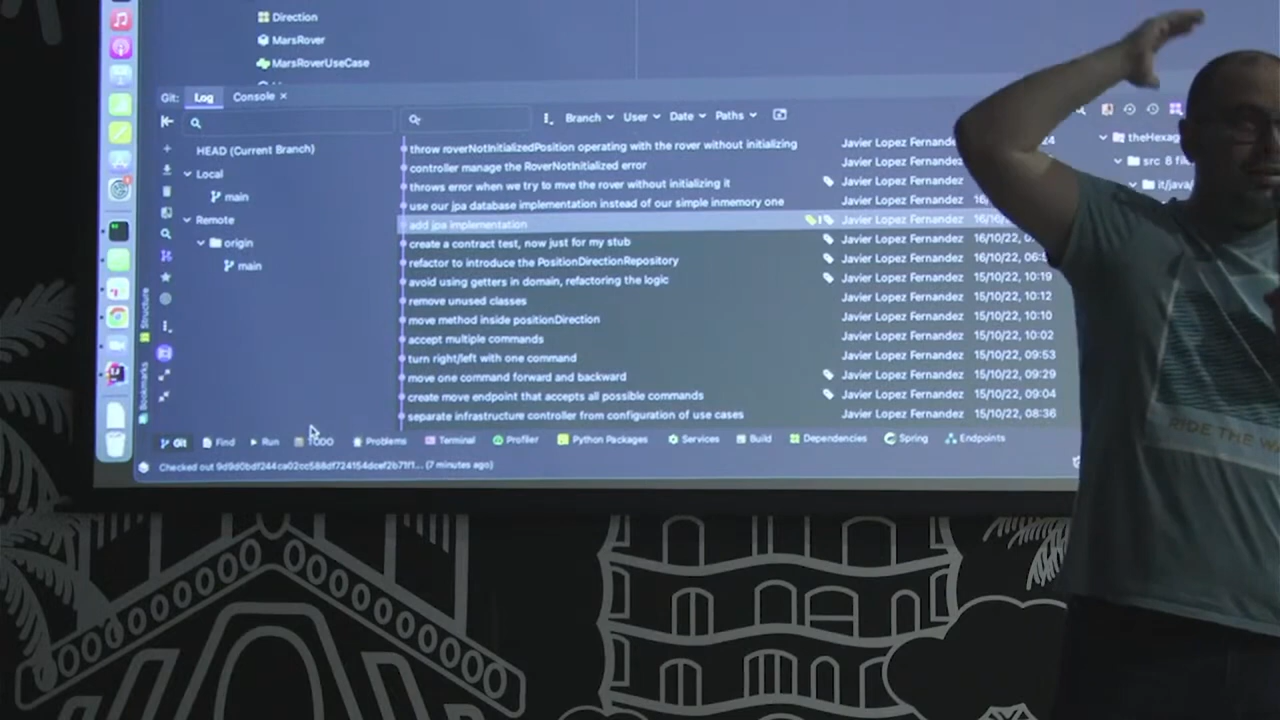 Direction
MarsRover
MarsRoverUseCase
Git: Log Console ×
Branch User Date Paths
HEAD (Current Branch)
Local
main
Remote
origin
main
throw roverNotInitializedPosition operating with the rover without initializing Javier Lopez Fernandez
controller manage the RoverNotInitialized error Javier Lopez Fernandez
throws error when we try to mve the rover without initializing it Javier Lopez Fernandez
use our jpa database implementation instead of our simple inmemory one Javier Lopez Fernandez
add jpa implementation Javier Lopez Fernandez
create a contract test, now just for my stub Javier Lopez Fernandez 16/10/22,
refactor to introduce the PositionDirectionRepository Javier Lopez Fernandez 16/10/22,
avoid using getters in domain, refactoring the logic Javier Lopez Fernandez 15/10/22, 10:19
remove unused classes Javier Lopez Fernandez 15/10/22, 10:12
move method inside positionDirection Javier Lopez Fernandez 15/10/22, 10:10
accept multiple commands Javier Lopez Fernandez 15/10/22, 10:02
turn right/left with one command Javier Lopez Fernandez 15/10/22, 09:53
move one command forward and backward Javier Lopez Fernandez 15/10/22, 09:29
create move endpoint that accepts all possible commands Javier Lopez Fernandez 15/10/22, 09:04
separate infrastructure controller from configuration of use cases Javier Lopez Fernandez 15/10/22, 08:36
theHexag
src 8 file
it/java/
Structure
Bookmarks
Git Find Run TODO Problems Terminal Profiler Python Packages Services Build Dependencies Spring Endpoints
Checked out (7 minutes ago)
RIDE THE WA